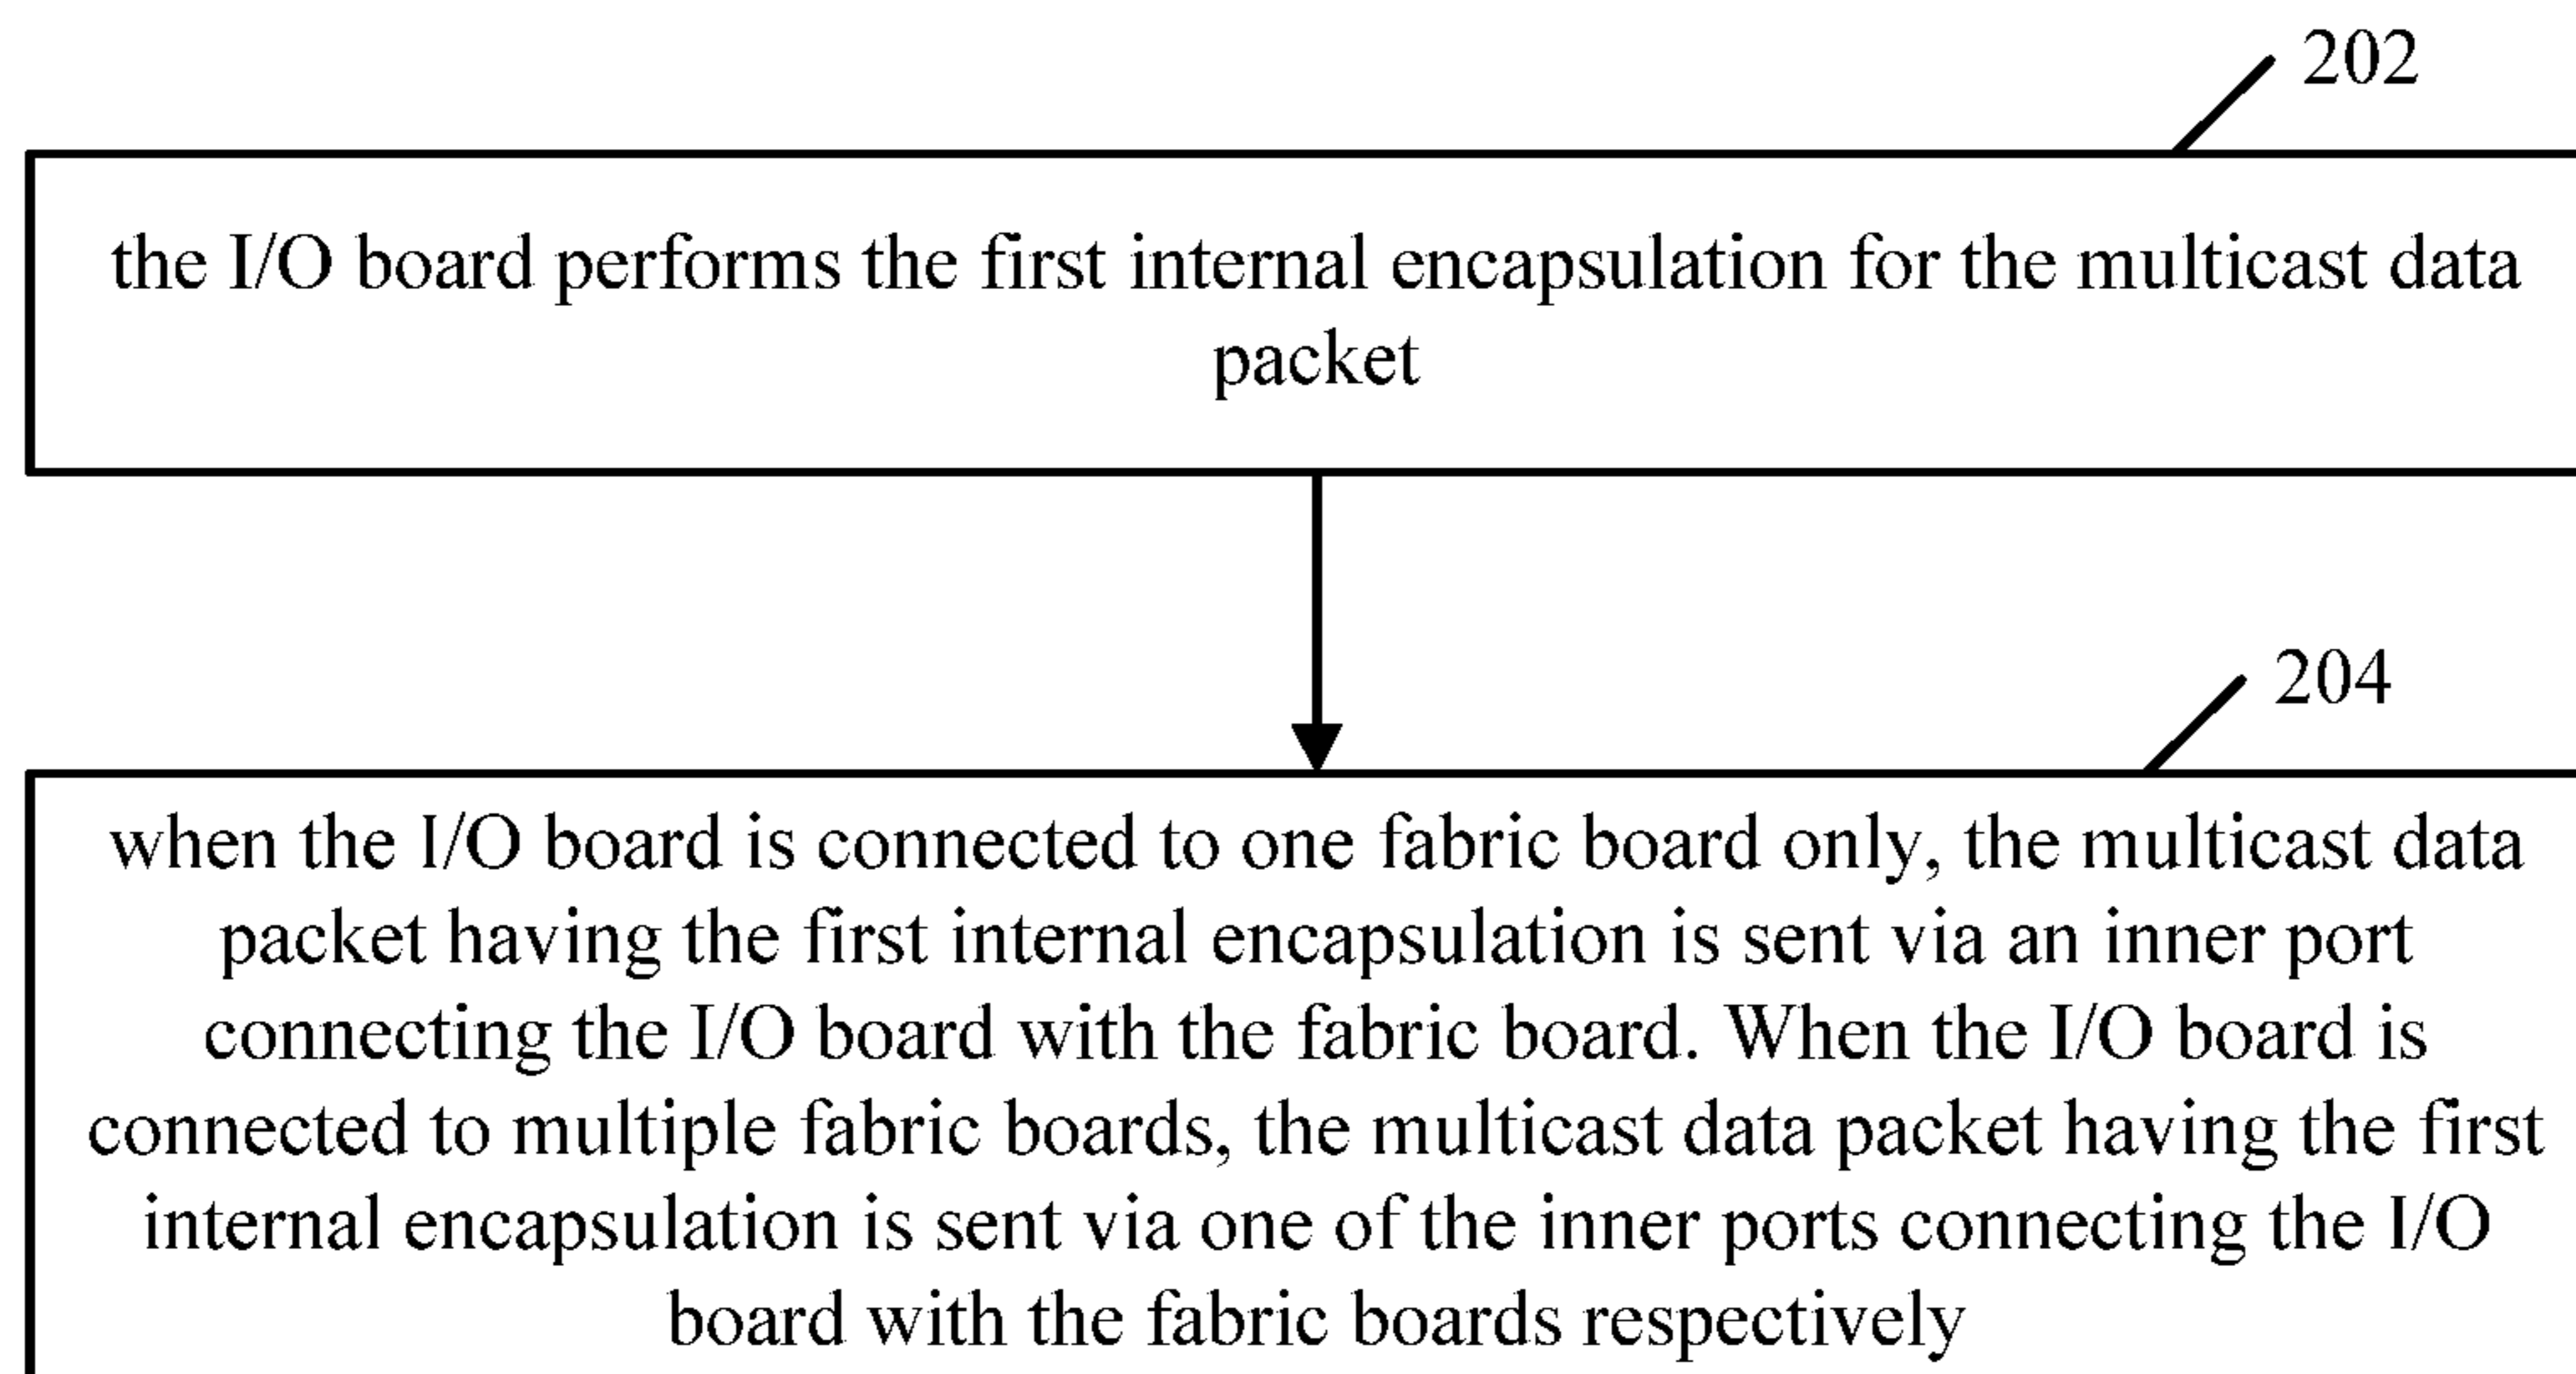 202
the I/O board performs the first internal encapsulation for the multicast data
packet
204
when the I/O board is connected to one fabric board only, the multicast data
packet having the first internal encapsulation is sent via an inner port
connecting the I/O board with the fabric board. When the I/O board is
connected to multiple fabric boards, the multicast data packet having the first
internal encapsulation is sent via one of the inner ports connecting the I/O
board with the fabric boards respectively